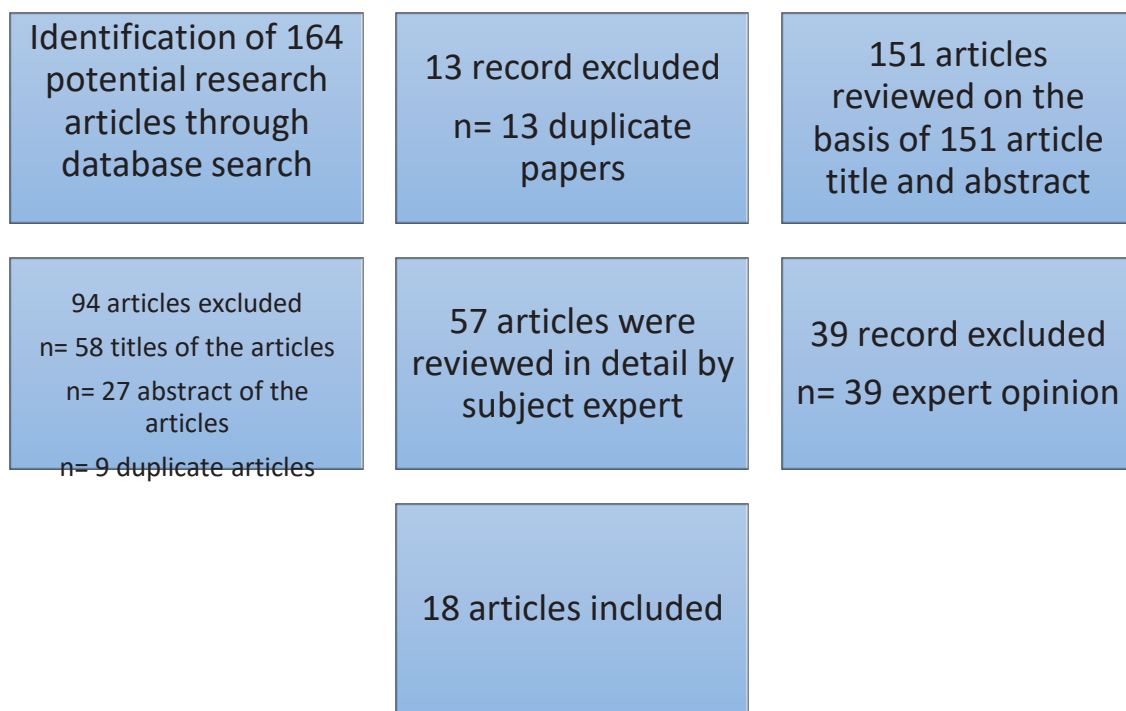 Identification of 164
potential research
articles through
database search
13 record excluded
n= 13 duplicate
papers
151 articles
reviewed on the
basis of 151 article
title and abstract
94 articles excluded
n= 58 titles of the articles
n= 27 abstract of the
articles
n= 9 duplicate articles
57 articles were
reviewed in detail by
subject expert
39 record excluded
n= 39 expert opinion
18 articles included